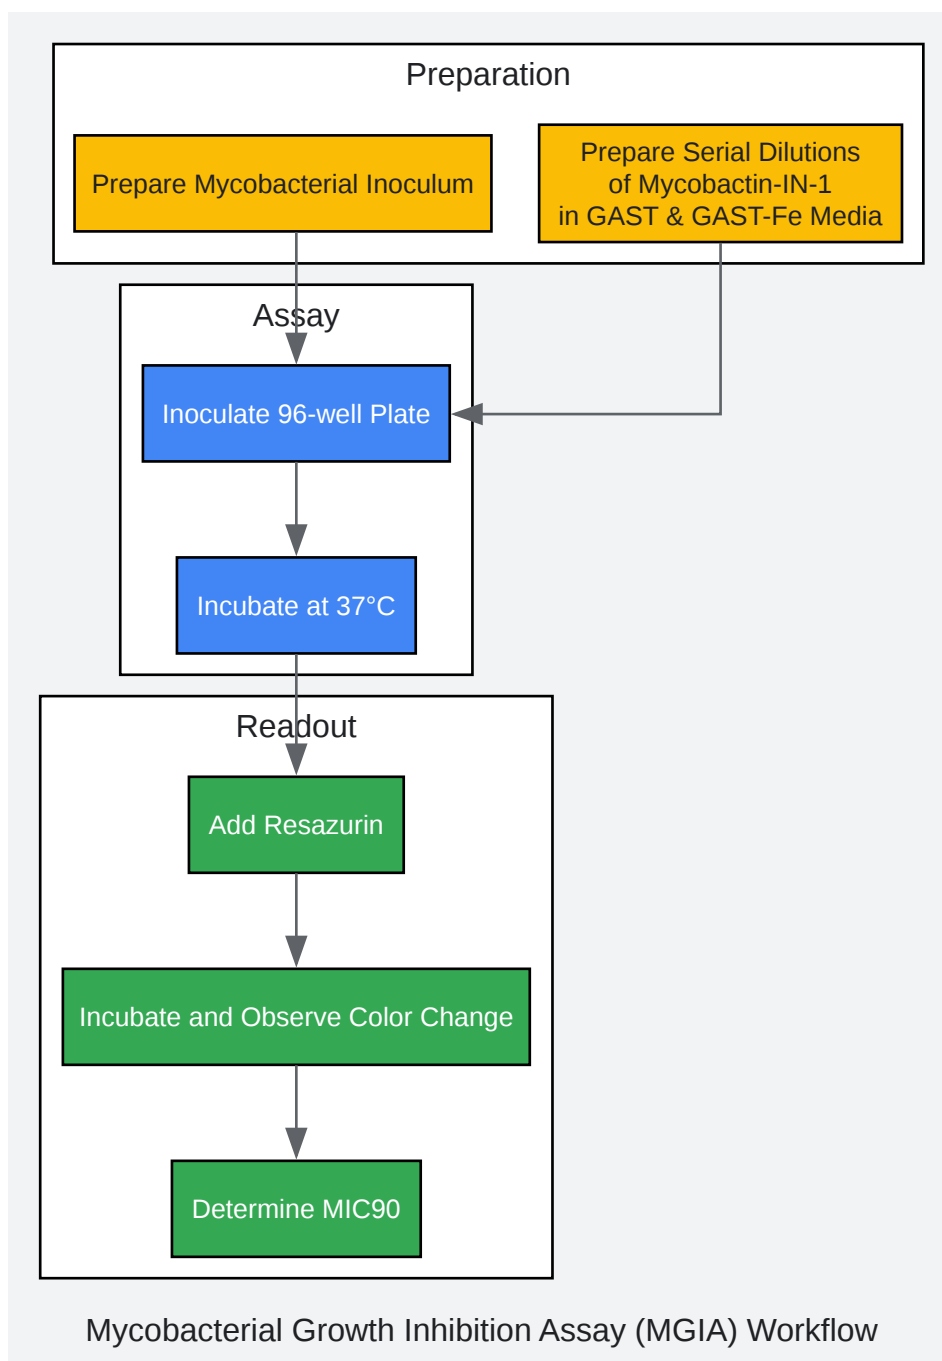 Preparation
Prepare Mycobacterial Inoculum
Prepare Serial Dilutions
of Mycobactin-IN-1
in GAST & GAST-Fe Media
Assay
Inoculate 96-well Plate
Incubate at 37°C
Readout
Add Resazurin
Incubate and Observe Color Change
Determine MIC90
Mycobacterial Growth Inhibition Assay (MGIA) Workflow